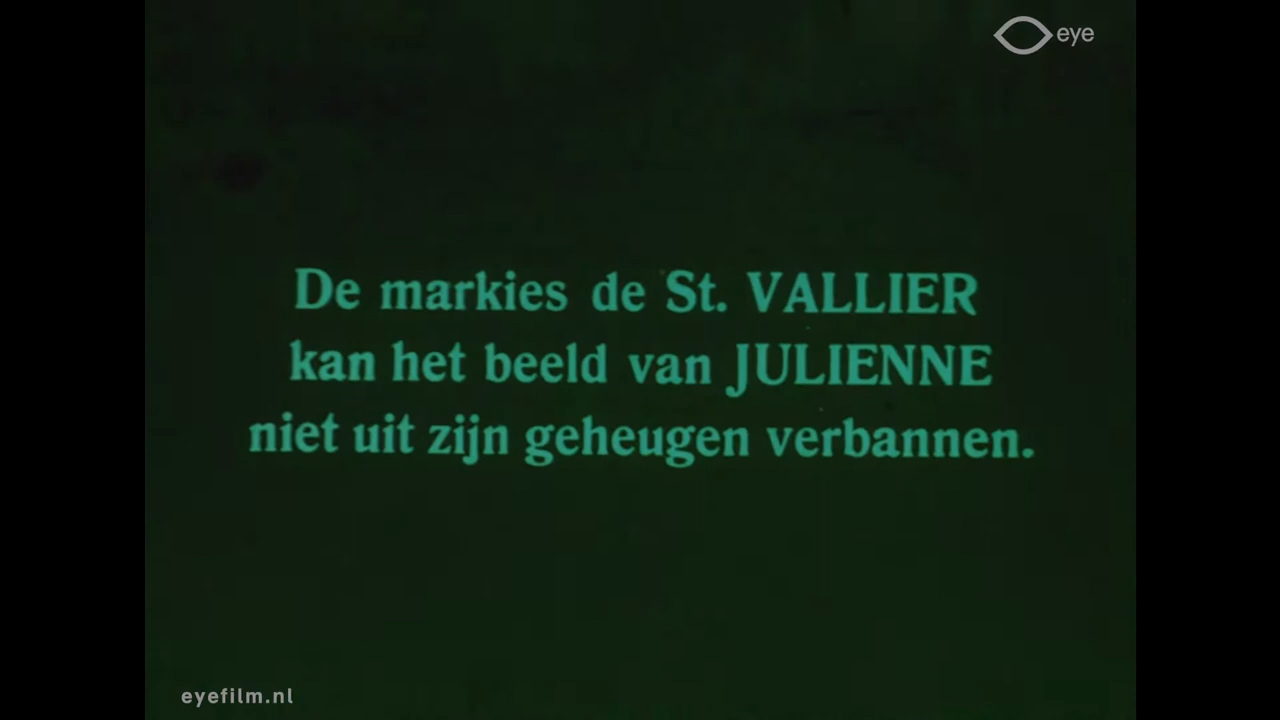 eye
De markies de St. VALLIER
kan het beeld van JULIENNE
niet uit zijn geheugen verbannen.
eyefilm.nl